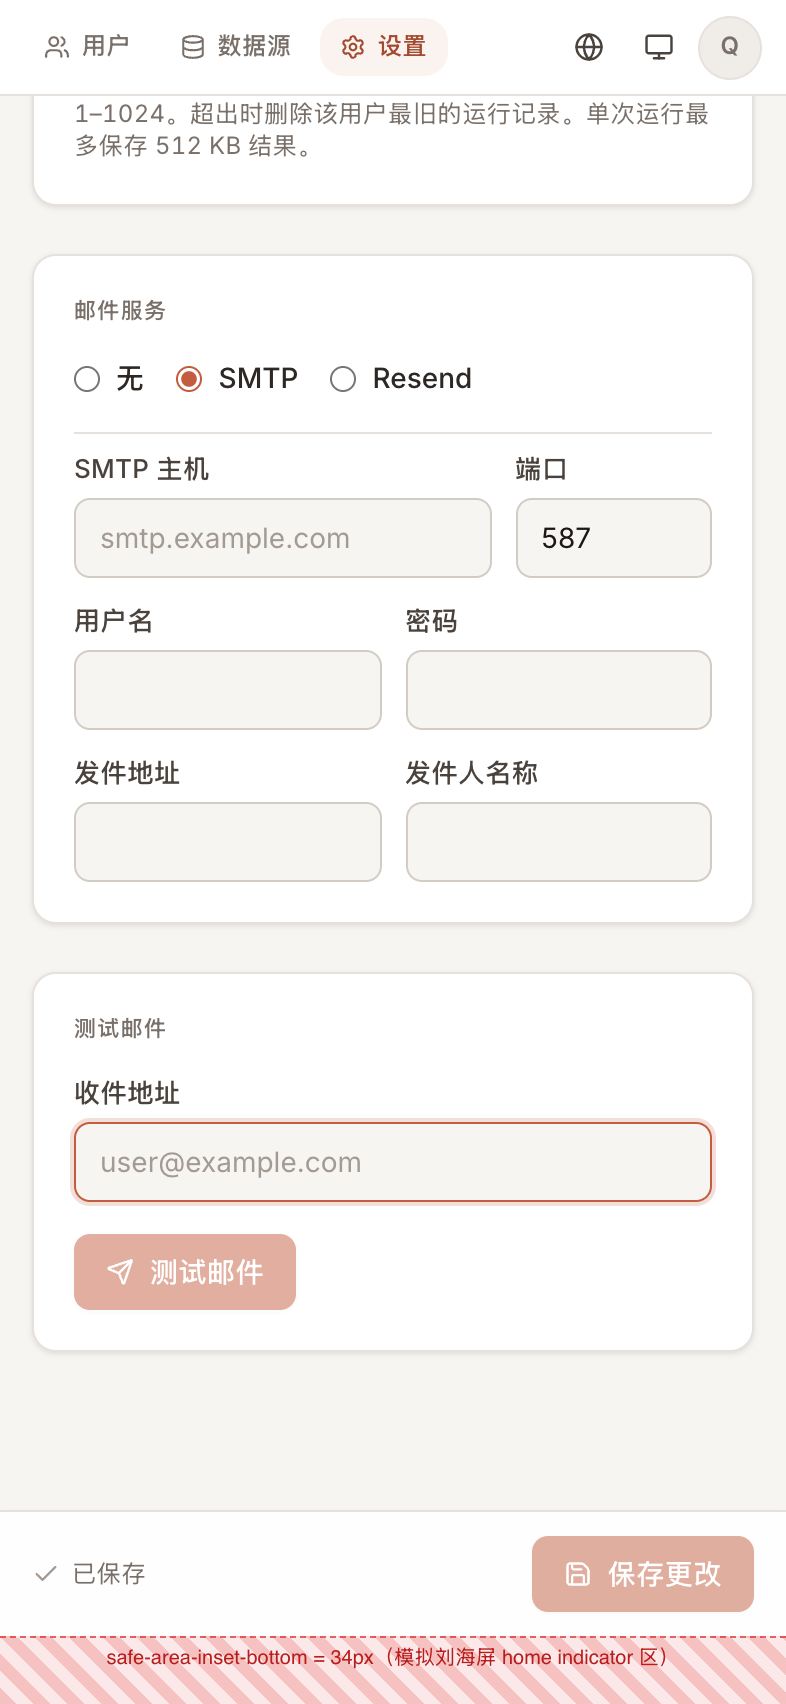 用户 数据源 设置 Q
1–1024。超出时删除该用户最旧的运行记录。单次运行最
多保存 512 KB 结果。
邮件服务
无 SMTP Resend
SMTP 主机 端口
smtp.example.com 587
用户名 密码
发件地址 发件人名称
测试邮件
收件地址
user@example.com
测试邮件
已保存 保存更改
safe-area-inset-bottom = 34px（模拟刘海屏 home indicator 区）